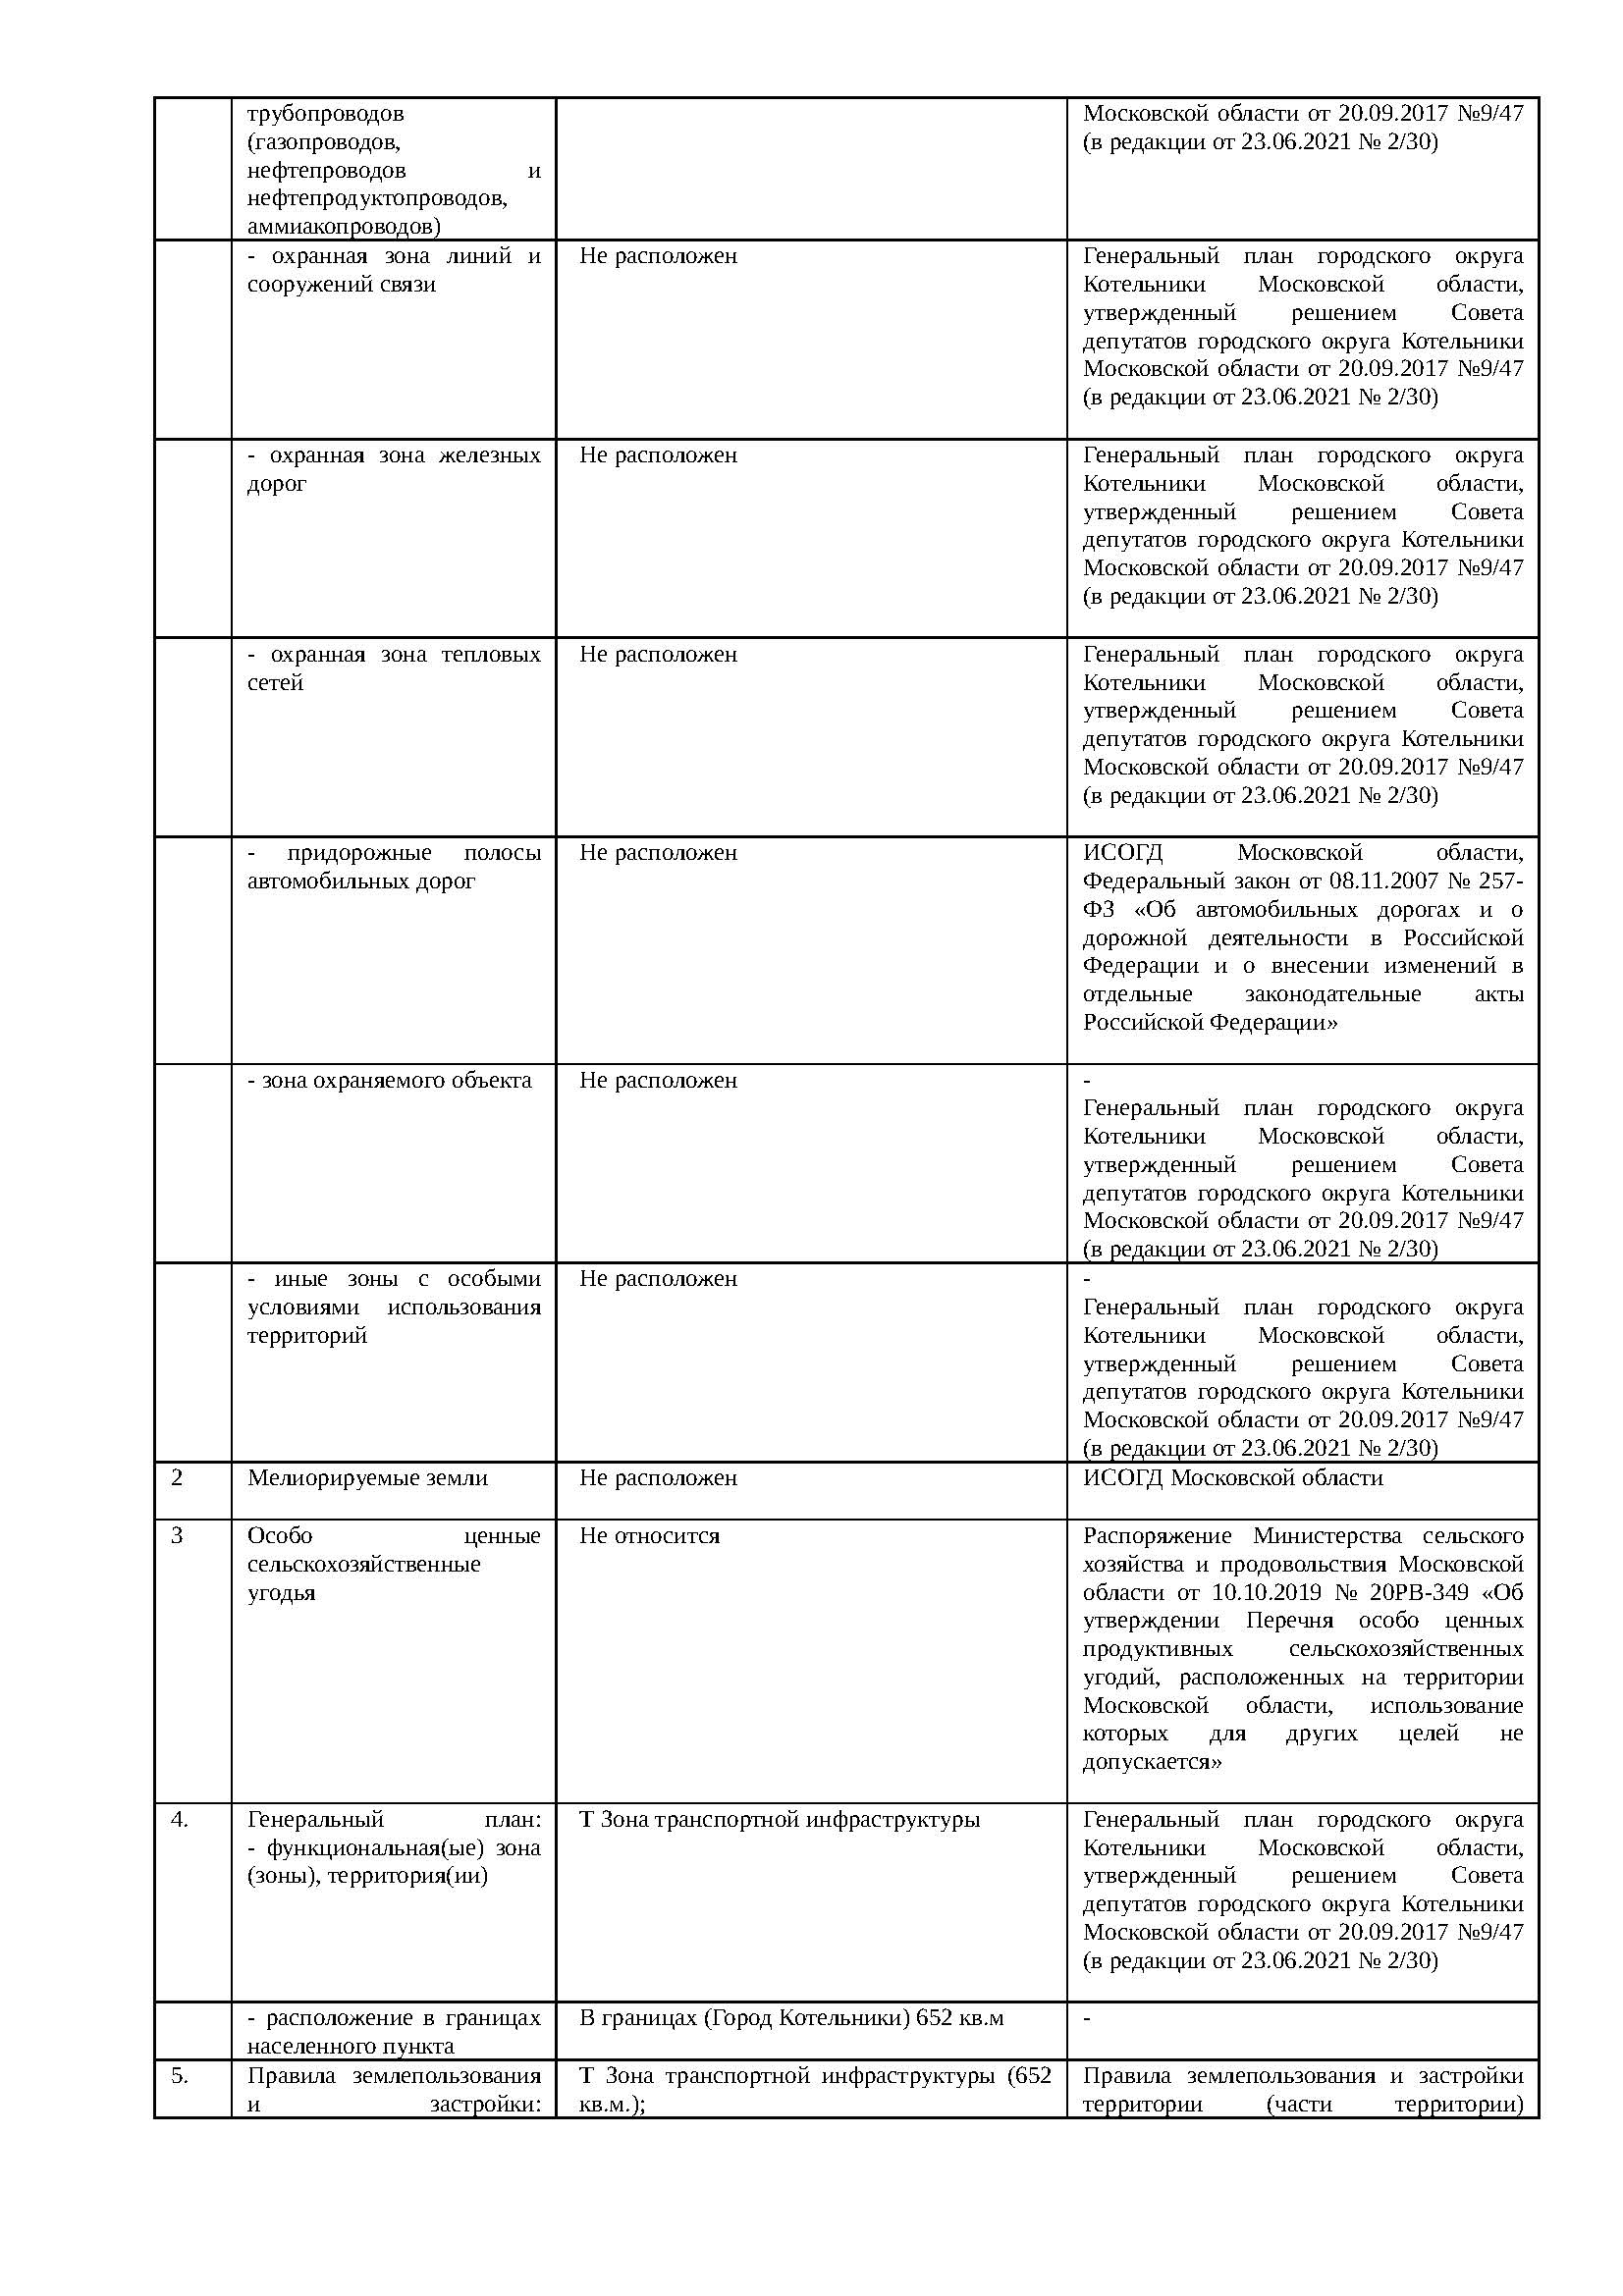 трубопроводов
(газопроводов,
нефтепроводов и
нефтепродуктопроводов,
аммиакопроводов)
Московской области от 20.09.2017 №9/47
(в редакции от 23.06.2021 № 2/30)
- охранная зона линий и
сооружений связи
Не расположен
Генеральный план городского округа
Котельники Московской области,
утвержденный решением Совета
депутатов городского округа Котельники
Московской области от 20.09.2017 №9/47
(в редакции от 23.06.2021 № 2/30)
- охранная зона железных
дорог
Не расположен
Генеральный план городского округа
Котельники Московской области,
утвержденный решением Совета
депутатов городского округа Котельники
Московской области от 20.09.2017 №9/47
(в редакции от 23.06.2021 № 2/30)
- охранная зона тепловых
сетей
Не расположен
Генеральный план городского округа
Котельники Московской области,
утвержденный решением Совета
депутатов городского округа Котельники
Московской области от 20.09.2017 №9/47
(в редакции от 23.06.2021 № 2/30)
- придорожные полосы
автомобильных дорог
Не расположен
ИСОГД Московской области,
Федеральный закон от 08.11.2007 № 257-
ФЗ «Об автомобильных дорогах и о
дорожной деятельности в Российской
Федерации и о внесении изменений в
отдельные законодательные акты
Российской Федерации»
- зона охраняемого объекта
Не расположен
-
Генеральный план городского округа
Котельники Московской области,
утвержденный решением Совета
депутатов городского округа Котельники
Московской области от 20.09.2017 №9/47
(в редакции от 23.06.2021 № 2/30)
- иные зоны с особыми
условиями использования
территорий
Не расположен
-
Генеральный план городского округа
Котельники Московской области,
утвержденный решением Совета
депутатов городского округа Котельники
Московской области от 20.09.2017 №9/47
(в редакции от 23.06.2021 № 2/30)
2
Мелиорируемые земли
Не расположен
ИСОГД Московской области
3
Особо ценные
сельскохозяйственные
угодья
Не относится
Распоряжение Министерства сельского
хозяйства и продовольствия Московской
области от 10.10.2019 № 20РВ-349 «Об
утверждении Перечня особо ценных
продуктивных сельскохозяйственных
угодий, расположенных на территории
Московской области, использование
которых для других целей не
допускается»
4.
Генеральный план:
- функциональная(ые) зона
(зоны), территория(ии)
Т Зона транспортной инфраструктуры
Генеральный план городского округа
Котельники Московской области,
утвержденный решением Совета
депутатов городского округа Котельники
Московской области от 20.09.2017 №9/47
(в редакции от 23.06.2021 № 2/30)
- расположение в границах
населенного пункта
В границах (Город Котельники) 652 кв.м
-
5.
Правила землепользования
и застройки:
Т Зона транспортной инфраструктуры (652
кв.м.);
Правила землепользования и застройки
территории (части территории)